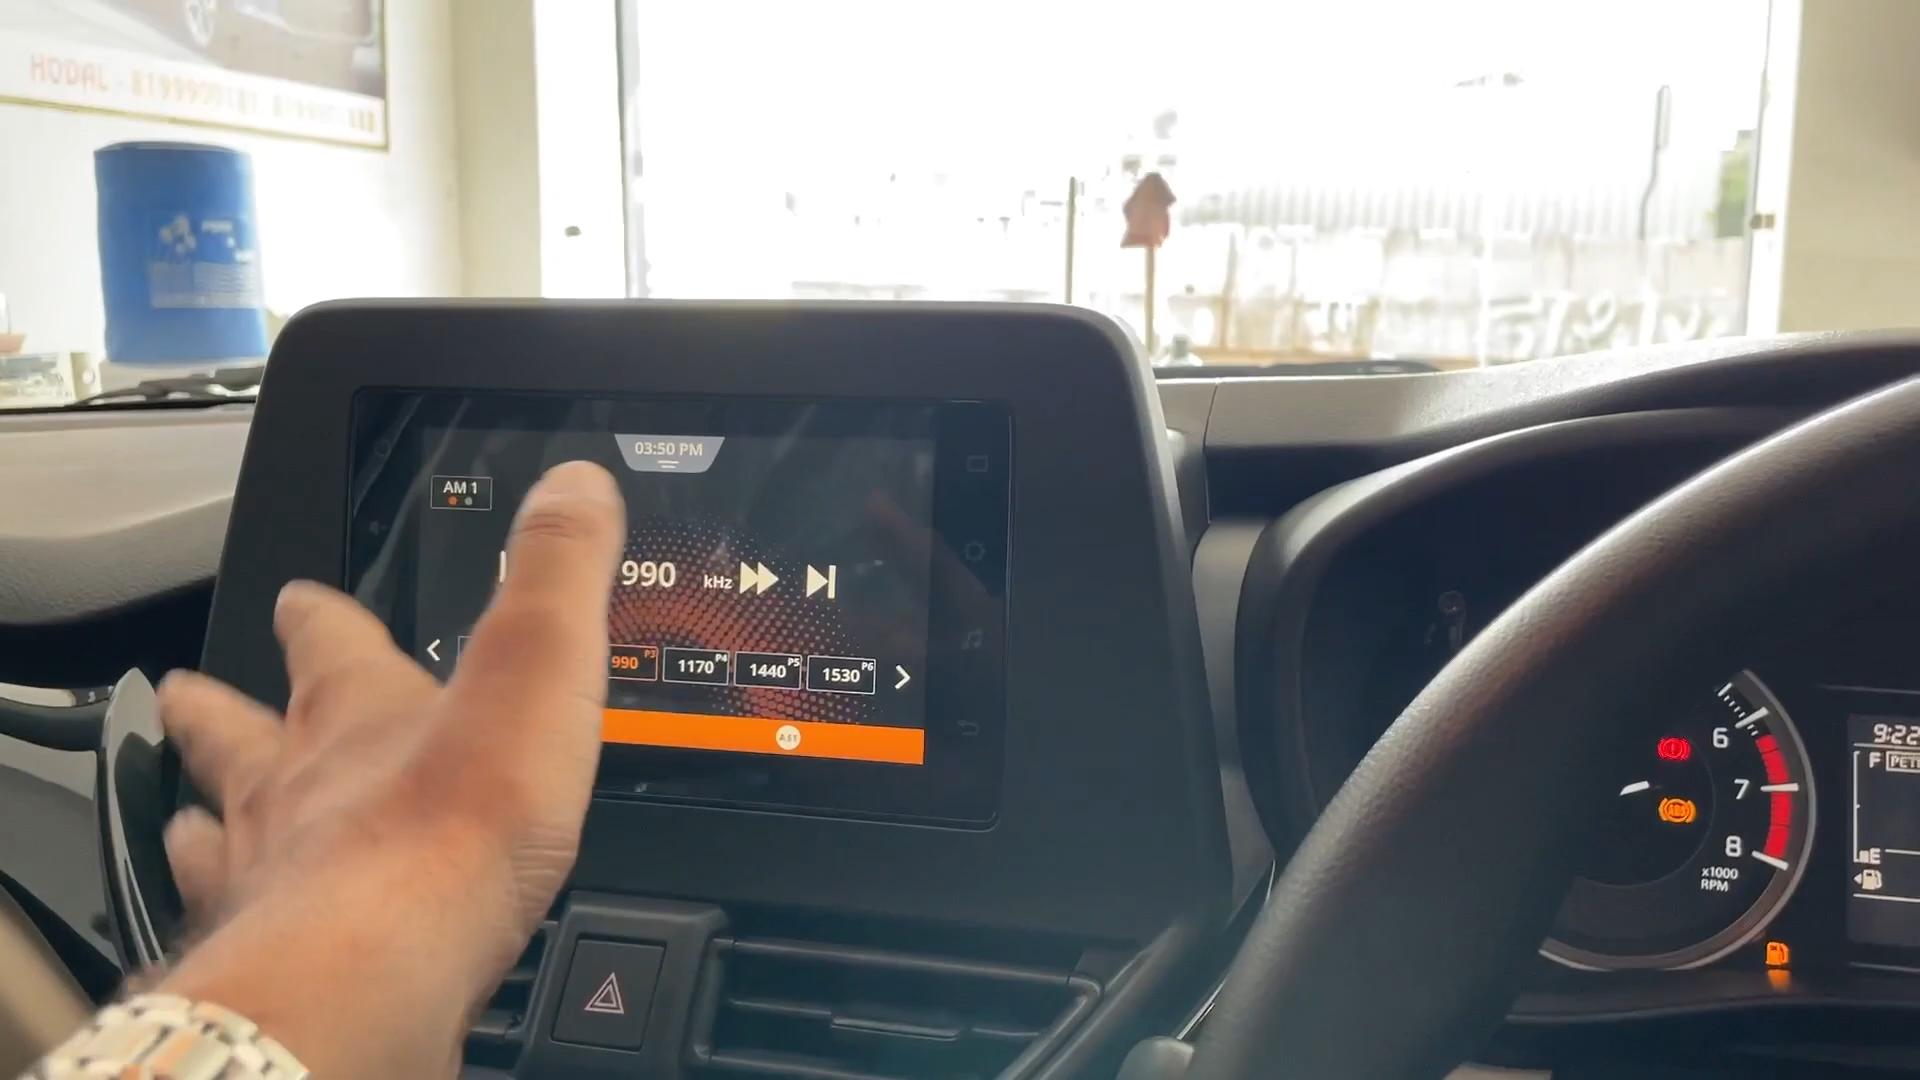 HODAL -
03:50 PM
AM 1
990 kHz
990 P3
1170 P4
1440 P5
1530 P6
AST
6
7
8
x1000
RPM
ABS
9:22
F
E